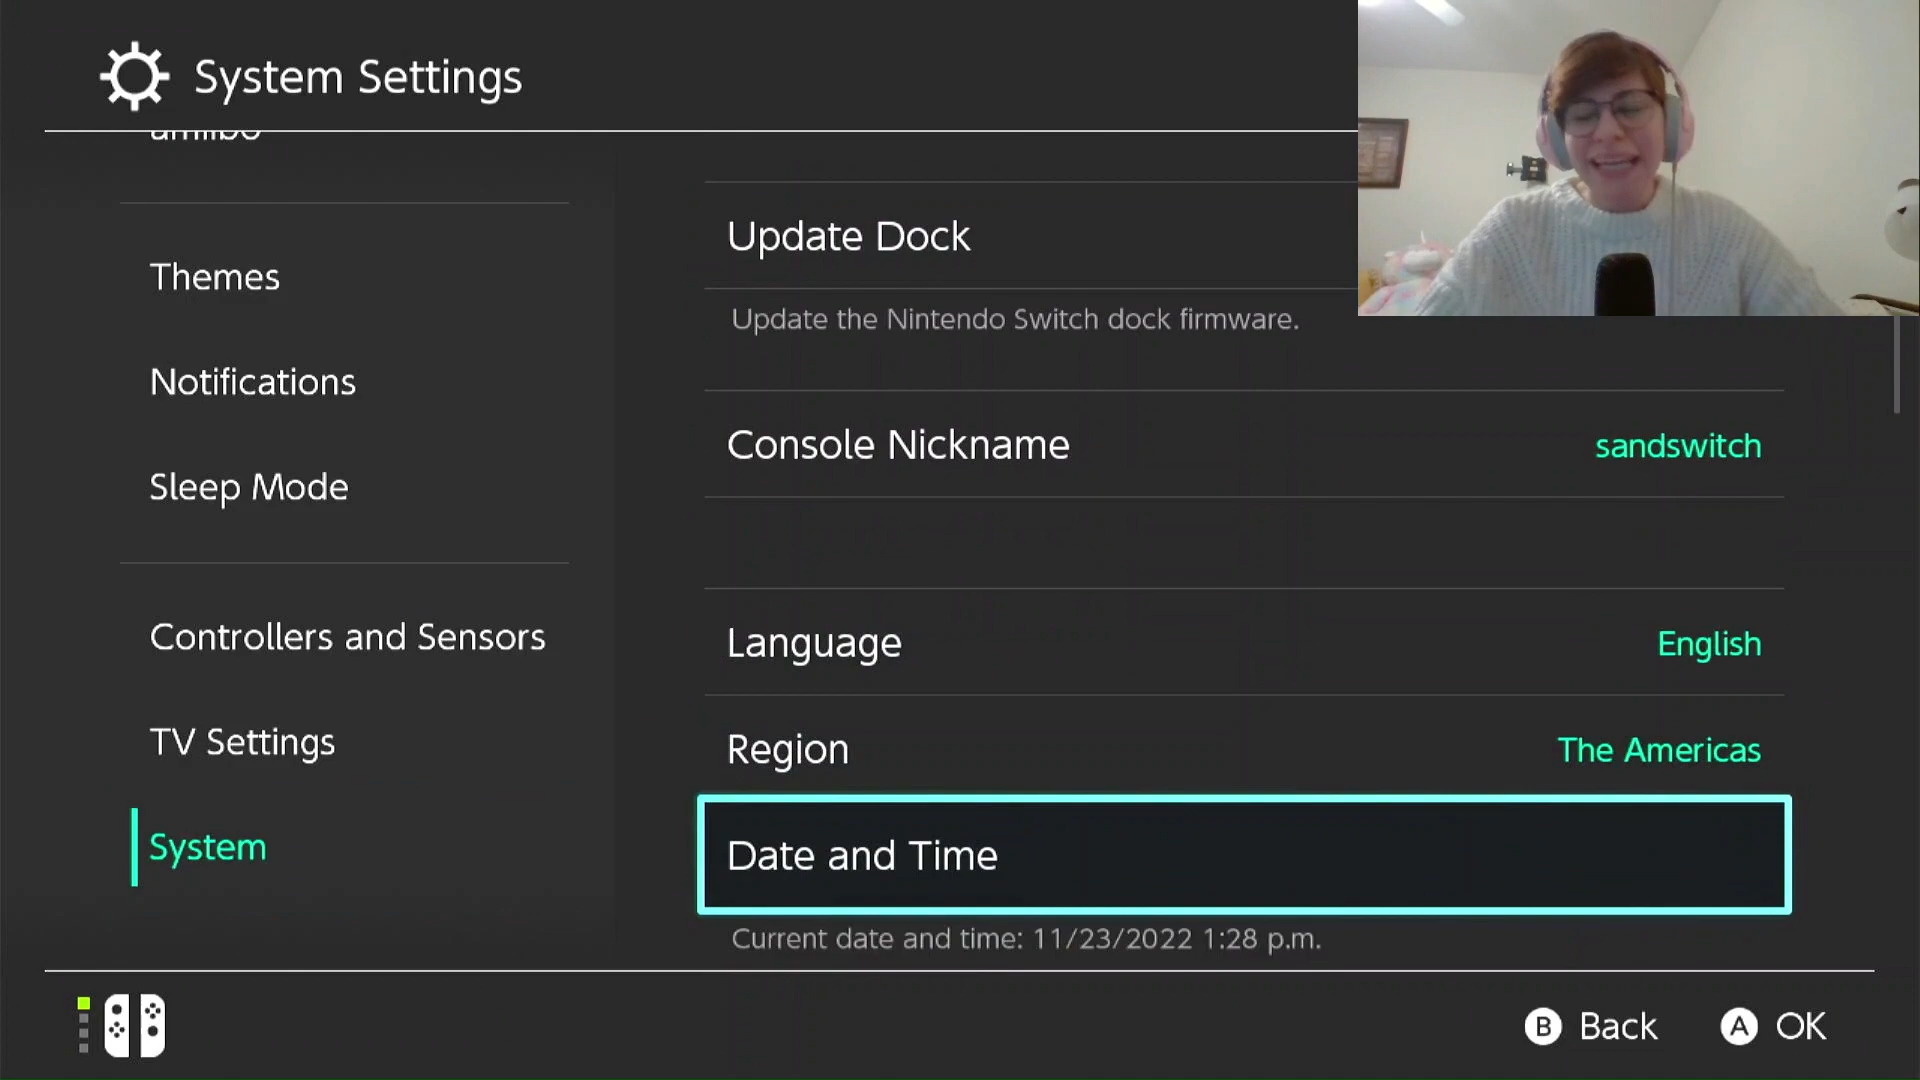 System Settings
amiibo
Themes
Notifications
Sleep Mode
Controllers and Sensors
TV Settings
System
Update Dock
Update the Nintendo Switch dock firmware.
Console Nickname sandswitch
Language English
Region The Americas
Date and Time
Current date and time: 11/23/2022 1:28 p.m.
B Back A OK